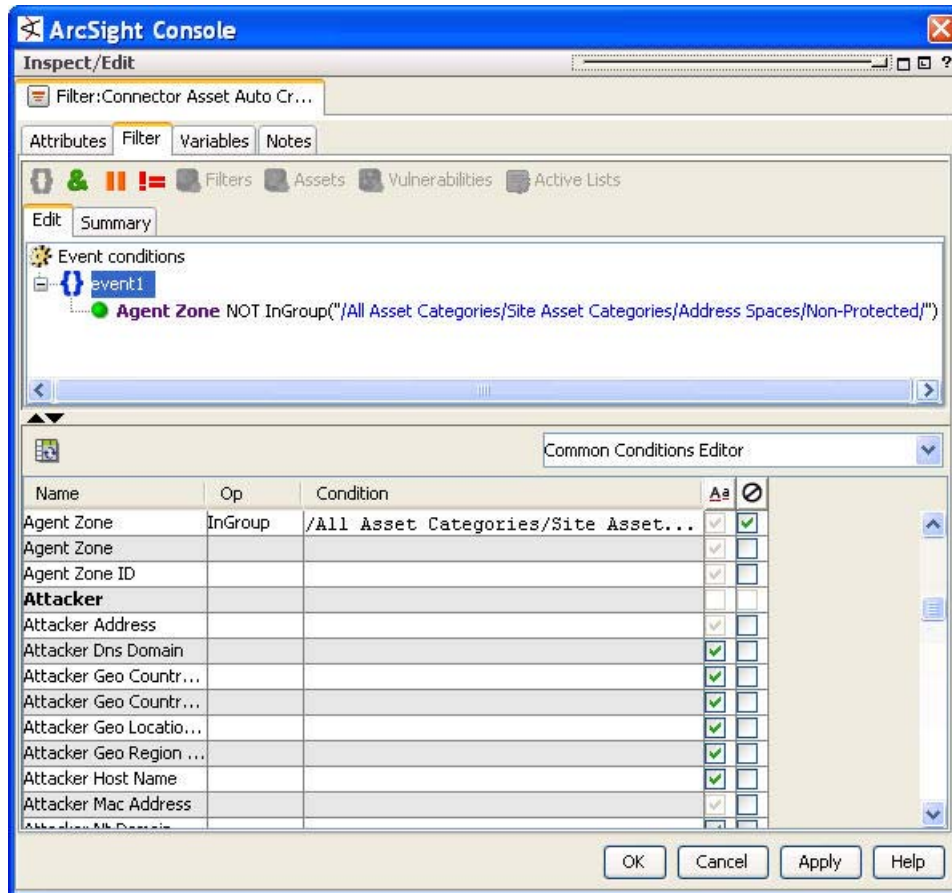 ArcSight Console
Inspect/Edit
?
Filter:Connector Asset Auto Cr...
Attributes Filter Variables Notes
{} & || != Filters Assets Vulnerabilities Active Lists
Edit Summary
Event conditions
{} event1
Agent Zone NOT InGroup("/All Asset Categories/Site Asset Categories/Address Spaces/Non-Protected/")
Common Conditions Editor
Name Op Condition Aa
Agent Zone InGroup /All Asset Categories/Site Asset...
Agent Zone
Agent Zone ID
Attacker
Attacker Address
Attacker Dns Domain
Attacker Geo Countr...
Attacker Geo Countr...
Attacker Geo Locatio...
Attacker Geo Region ...
Attacker Host Name
Attacker Mac Address
OK Cancel Apply Help